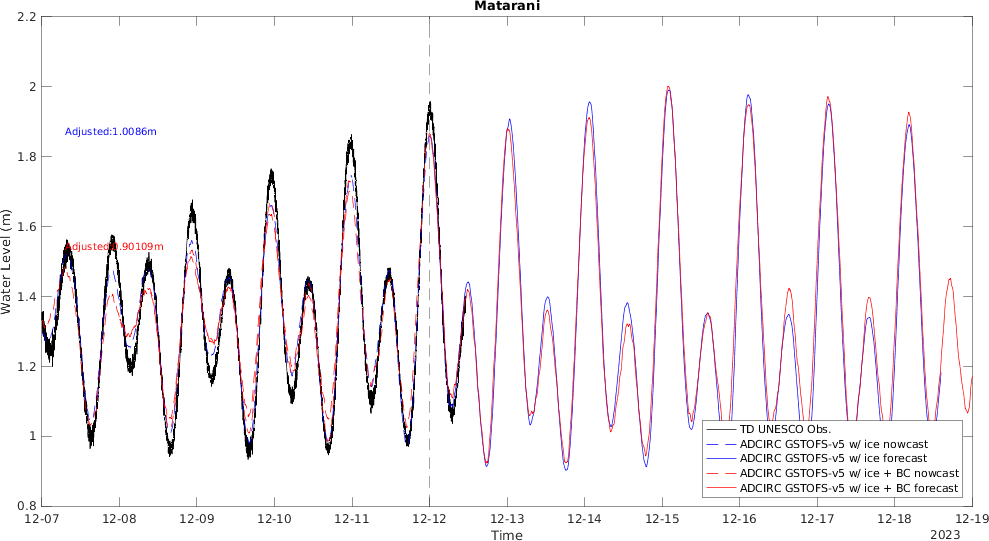 Matarani
2.2
2
1.8
1.6
1.4
1.2
1
0.8
Water Level (m)
Adjusted:1.0086m
Adjusted:0.90109m
TD UNESCO Obs.
ADCIRC GSTOFS-v5 w/ ice nowcast
ADCIRC GSTOFS-v5 w/ ice forecast
ADCIRC GSTOFS-v5 w/ ice + BC nowcast
ADCIRC GSTOFS-v5 w/ ice + BC forecast
12-07 12-08 12-09 12-10 12-11 12-12 12-13 12-14 12-15 12-16 12-17 12-18 12-19
Time
2023